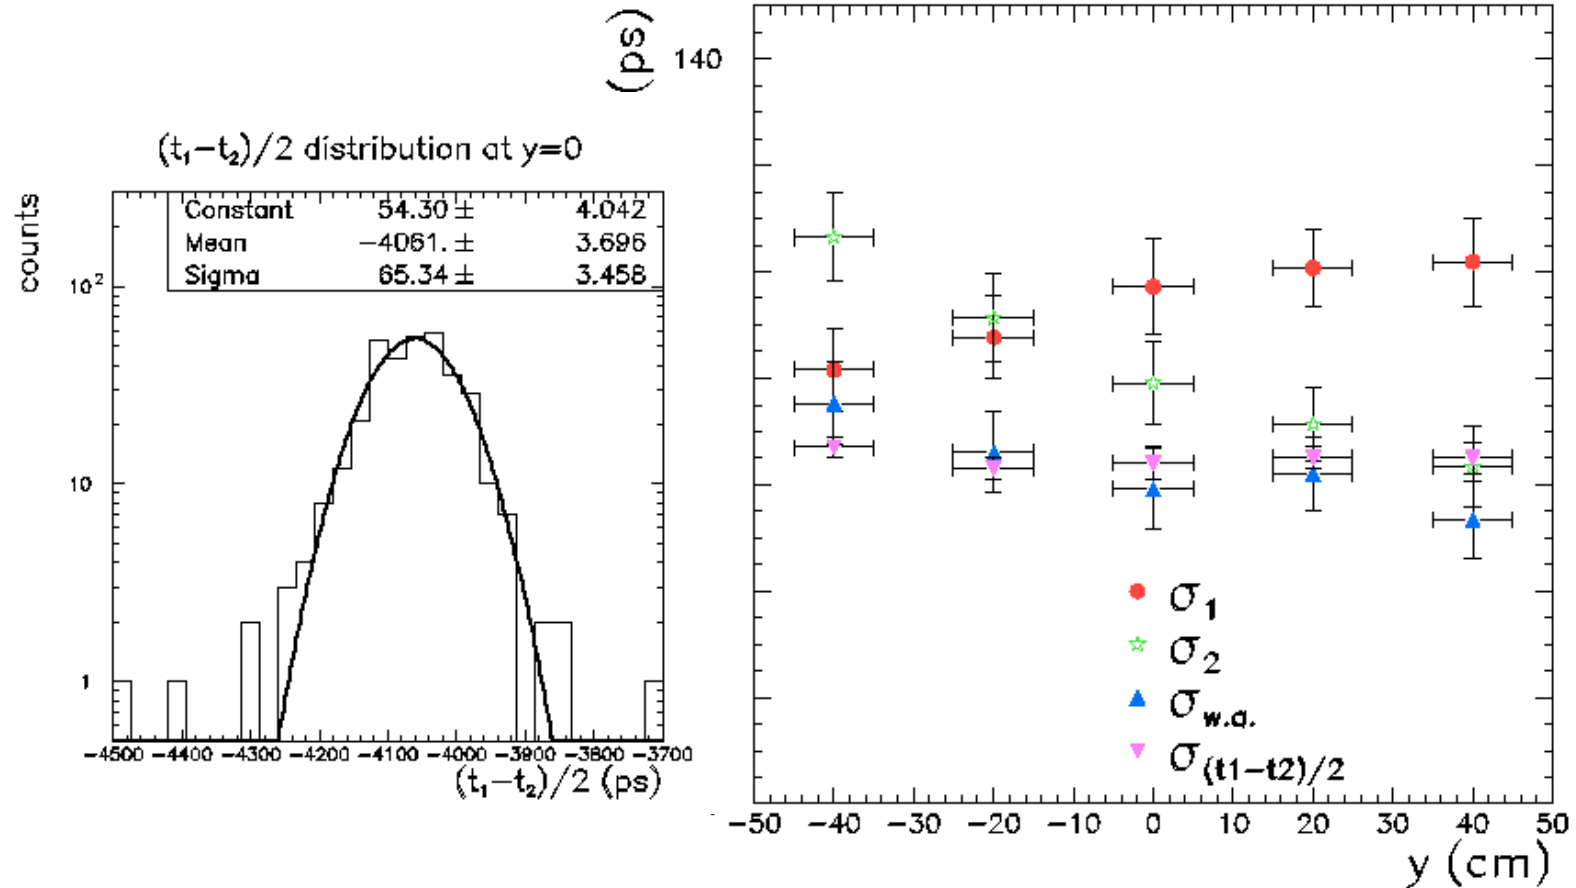 (t₁−t₂)/2 distribution at y=0
counts
Constant 54.30 ± 4.042
Mean −4061. ± 3.696
Sigma 65.34 ± 3.458
10²
10
1
−4500 −4400 −4300 −4200 −4100 −4000 −3900 −3800 −3700
(t₁−t₂)/2 (ps)
(ps)
140
σ₁
σ₂
σw.a.
σ(t1−t2)/2
−50 −40 −30 −20 −10 0 10 20 30 40 50
y (cm)